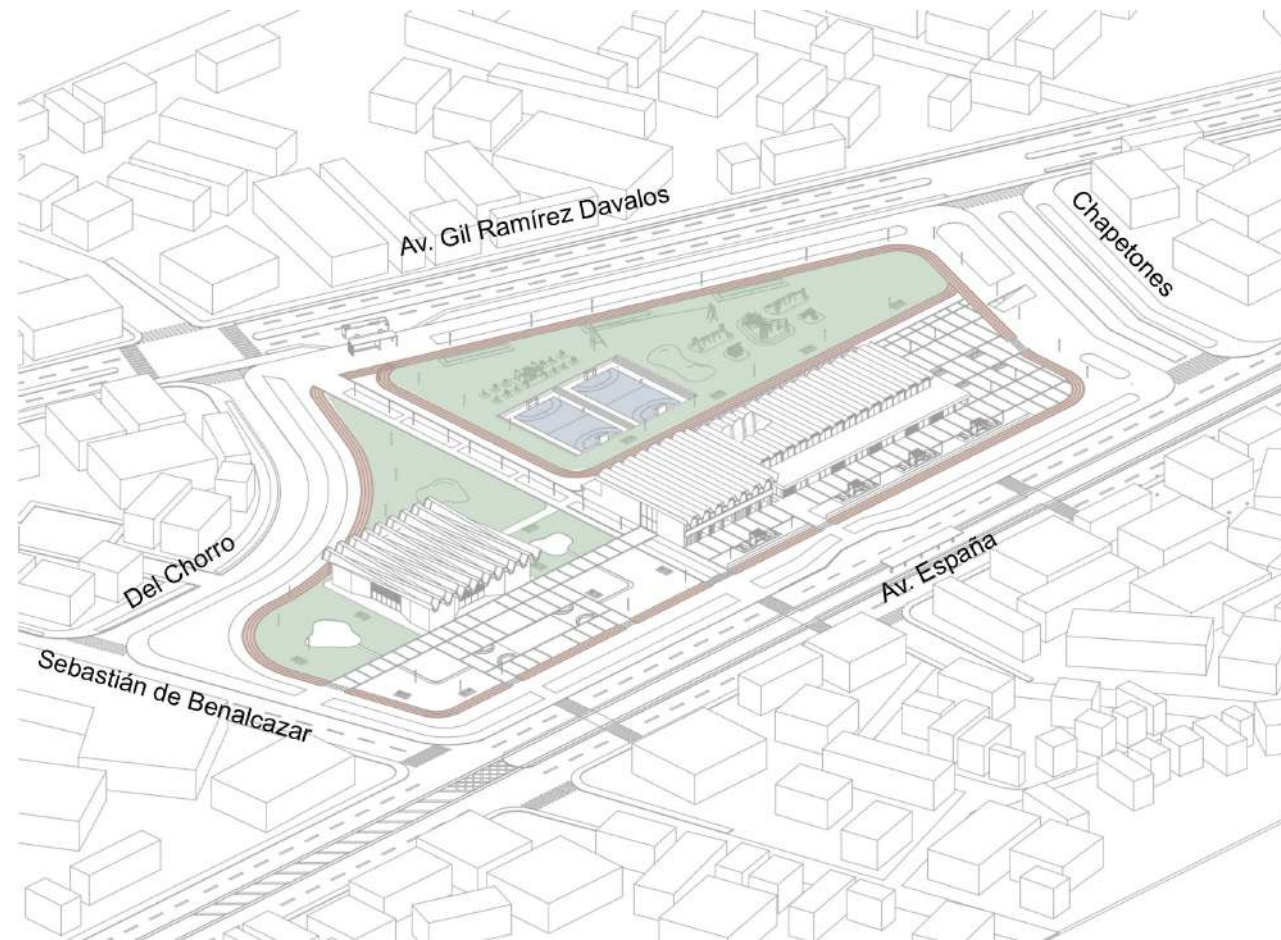 Av. Gil Ramírez Davalos
Chapetones
Del Chorro
Av. España
Sebastián de Benalcazar